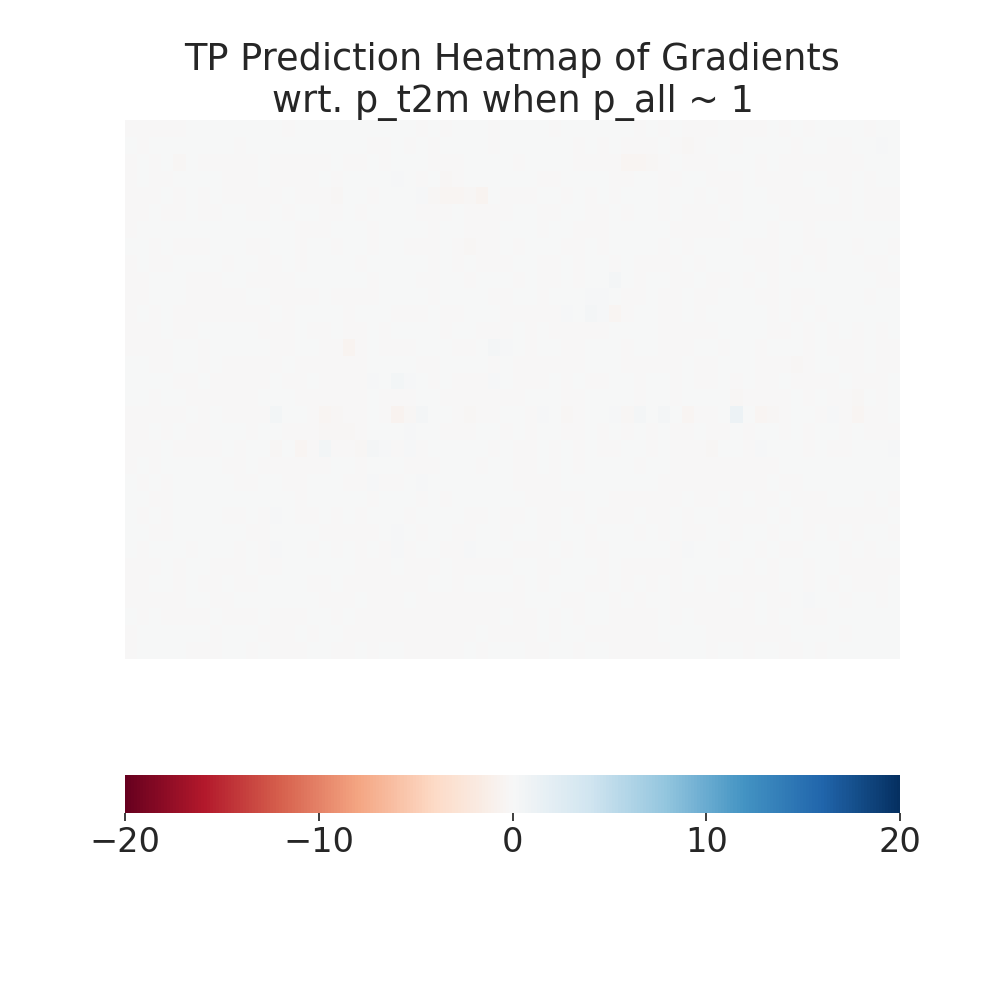 TP Prediction Heatmap of Gradients
wrt. p_t2m when p_all ~ 1
−20 −10 0 10 20